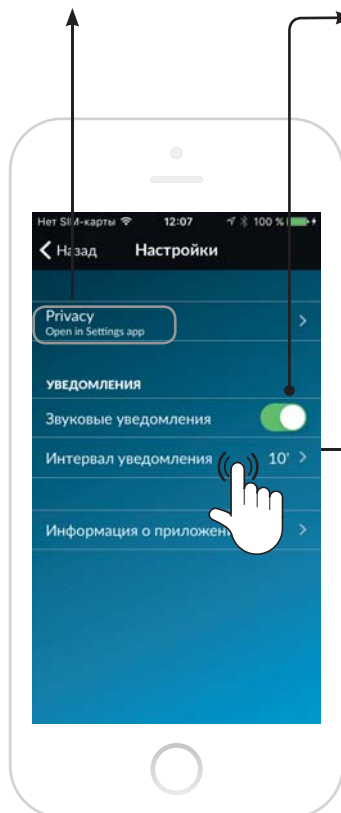 Нет SIM-карты 12:07 100 %
Назад Настройки
Privacy
Open in Settings app
УВЕДОМЛЕНИЯ
Звуковые уведомления
Интервал уведомления 10'
Информация о